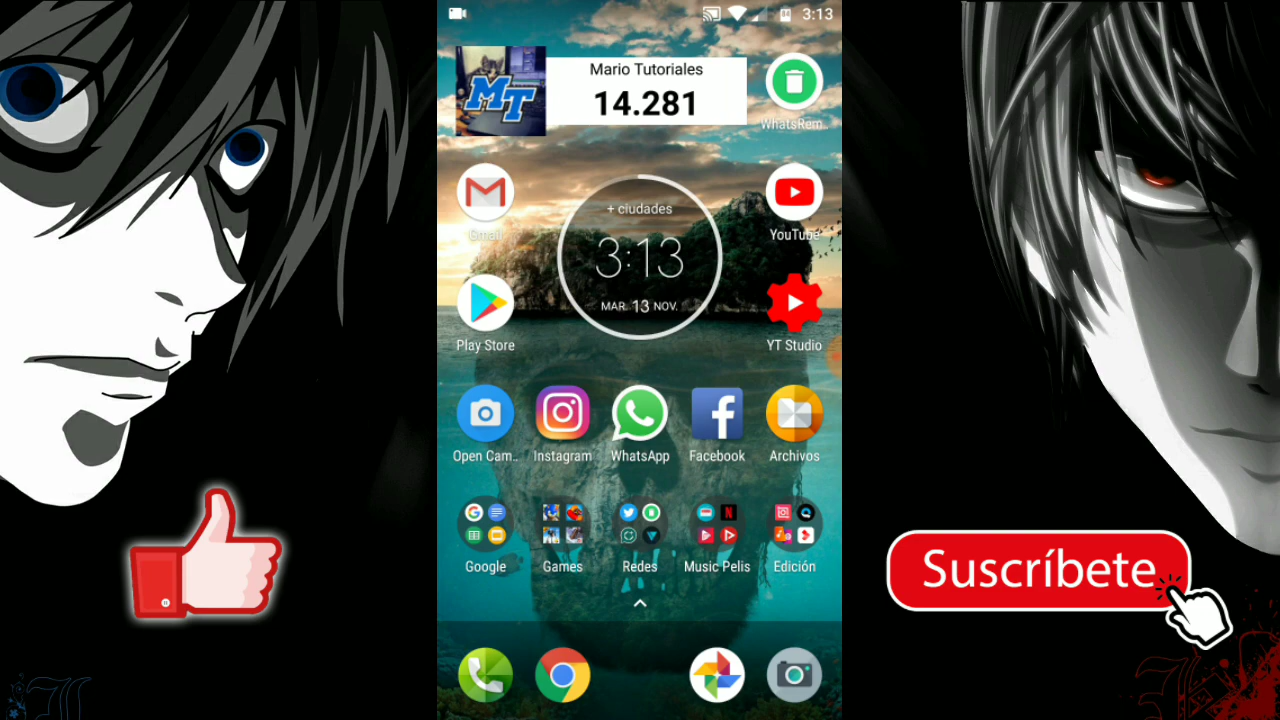 3:13
Mario Tutoriales
14.281
MT
WhatsRem
Gmail
YouTube
+ ciudades
3:13
MAR. 13 NOV.
Play Store
YT Studio
Open Cam..
Instagram
WhatsApp
Facebook
Archivos
Google
Games
Redes
Music Pelis
Edición
Suscríbete